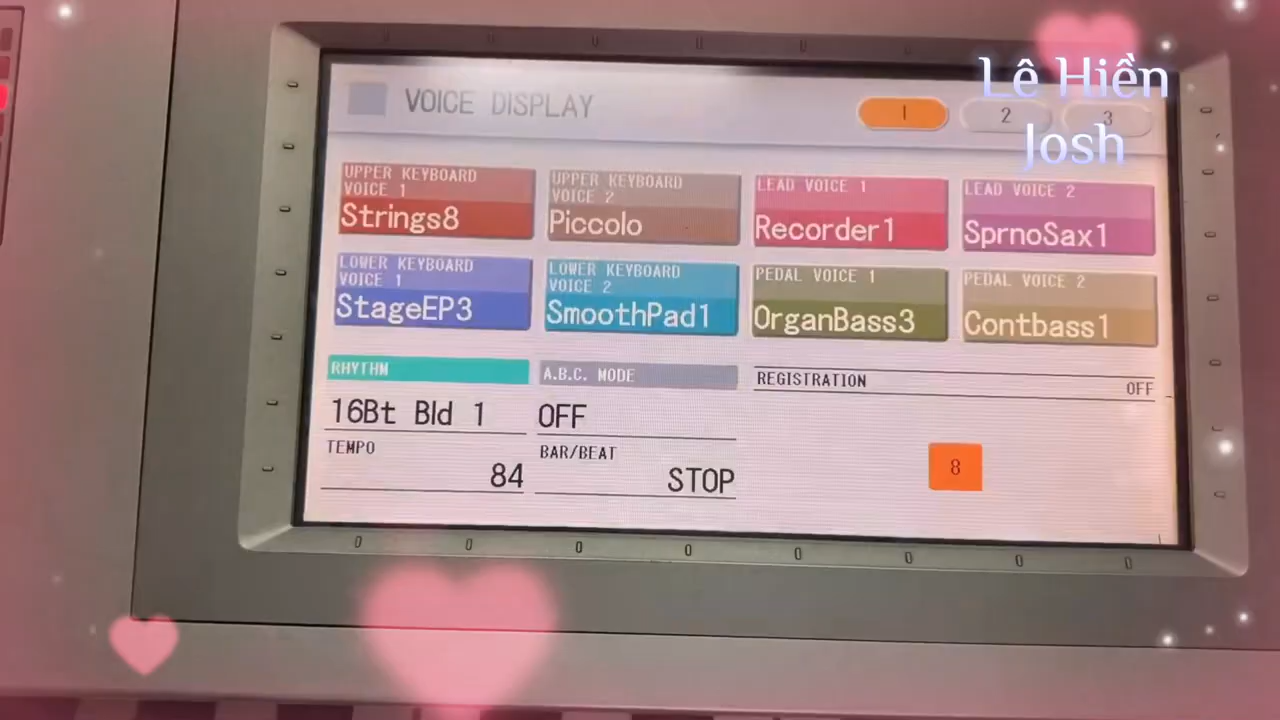 Lê Hiền
Josh
VOICE DISPLAY
1 2 3
UPPER KEYBOARD
VOICE 1
Strings8
UPPER KEYBOARD
VOICE 2
Piccolo
LEAD VOICE 1
Recorder1
LEAD VOICE 2
SprnoSax1
LOWER KEYBOARD
VOICE 1
StageEP3
LOWER KEYBOARD
VOICE 2
SmoothPad1
PEDAL VOICE 1
OrganBass3
PEDAL VOICE 2
Contbass1
RHYTHM
16Bt Bld 1
TEMPO
84
A.B.C. MODE
OFF
BAR/BEAT
STOP
REGISTRATION OFF
8